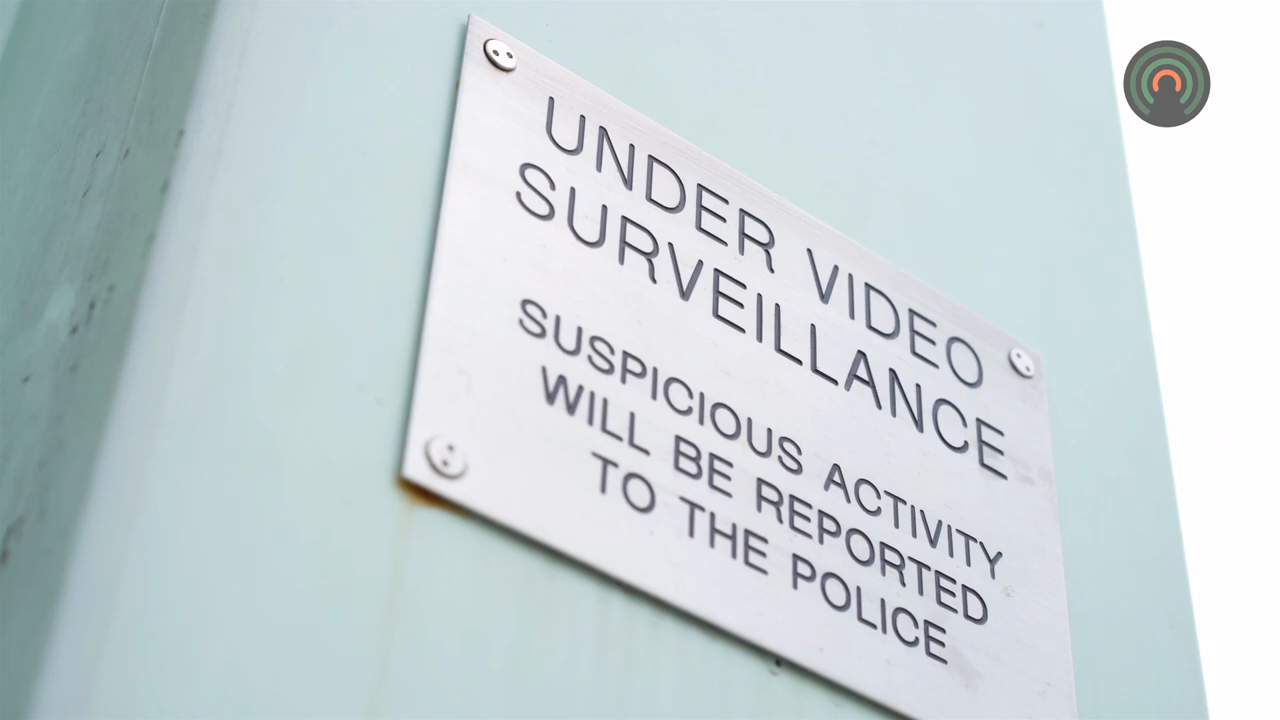 UNDER VIDEO
SURVEILLANCE
SUSPICIOUS ACTIVITY
WILL BE REPORTED
TO THE POLICE